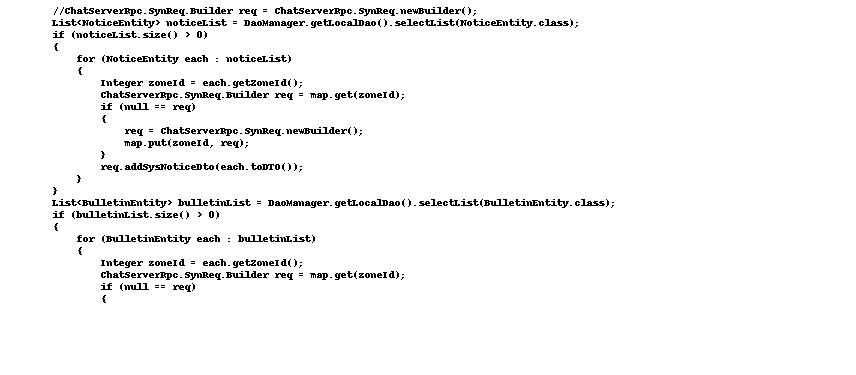 //ChatServerRpc.SynReq.Builder req = ChatServerRpc.SynReq.newBuilder();
List<NoticeEntity> noticeList = DaoManager.getLocalDao().selectList(NoticeEntity.class);
if (noticeList.size() > 0)
{
    for (NoticeEntity each : noticeList)
    {
        Integer zoneId = each.getZoneId();
        ChatServerRpc.SynReq.Builder req = map.get(zoneId);
        if (null == req)
        {
            req = ChatServerRpc.SynReq.newBuilder();
            map.put(zoneId, req);
        }
        req.addSysNoticeDto(each.toDTO());
    }
}
List<BulletinEntity> bulletinList = DaoManager.getLocalDao().selectList(BulletinEntity.class);
if (bulletinList.size() > 0)
{
    for (BulletinEntity each : bulletinList)
    {
        Integer zoneId = each.getZoneId();
        ChatServerRpc.SynReq.Builder req = map.get(zoneId);
        if (null == req)
        {